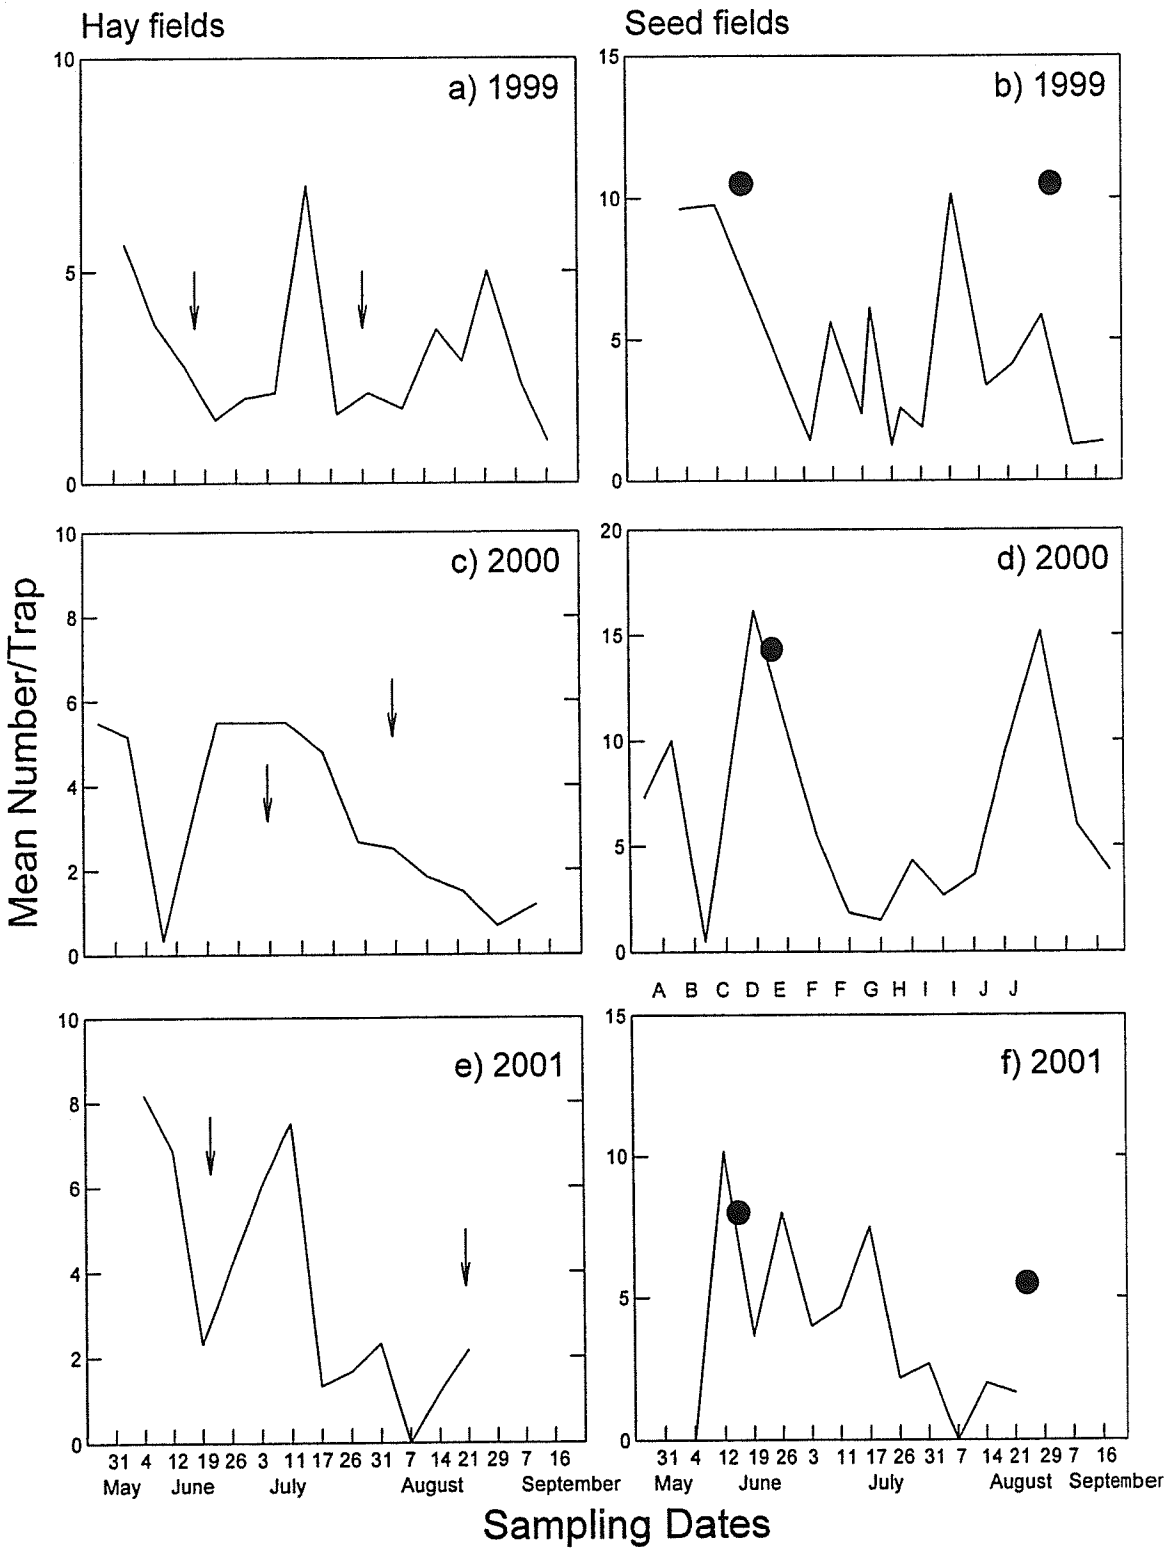 Hay fields
Seed fields
a) 1999
10
5
0
b) 1999
15
10
5
0
c) 2000
10
8
6
4
2
0
d) 2000
20
15
10
5
0
A B C D E F F G H I I J J
e) 2001
10
8
6
4
2
0
f) 2001
15
10
5
0
Mean Number/Trap
31 4 12 19 26 3 11 17 26 31 7 14 21 29 7 16
May June July August September
31 4 12 19 26 3 11 17 26 31 7 14 21 29 7 16
May June July August September
Sampling Dates